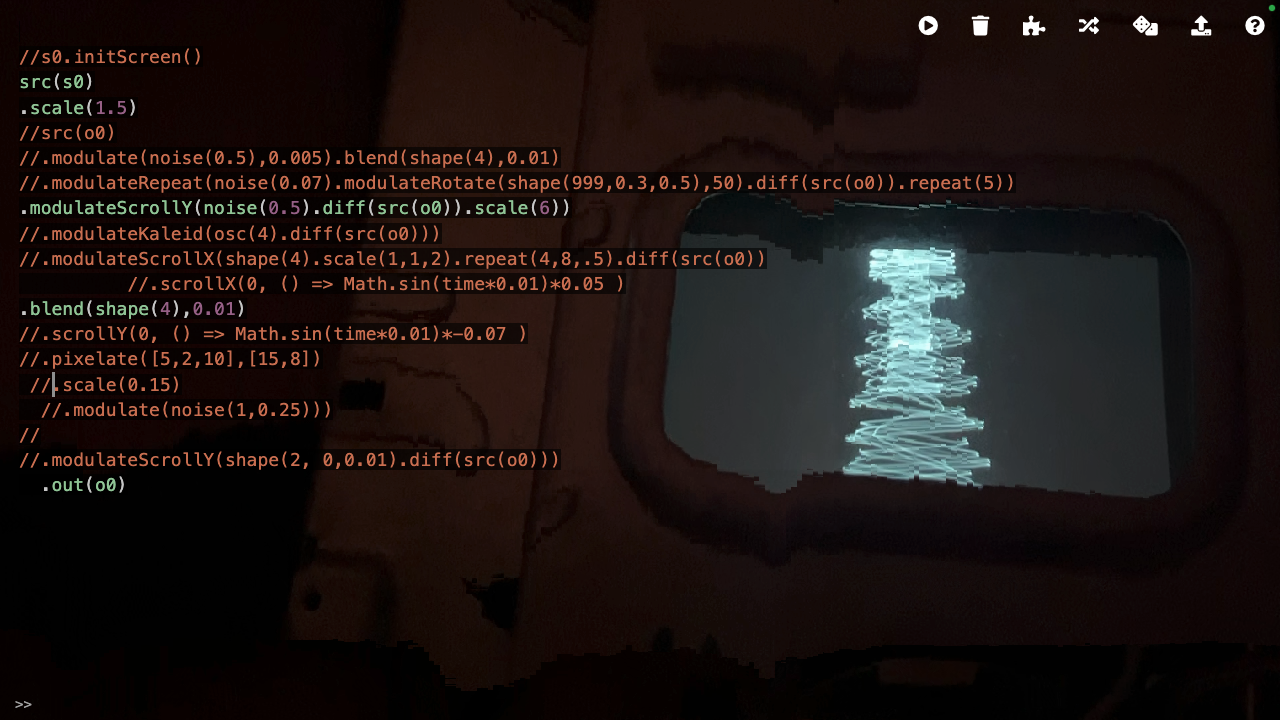 //s0.initScreen()
src(s0)
.scale(1.5)
//src(o0)
//.modulate(noise(0.5),0.005).blend(shape(4),0.01)
//.modulateRepeat(noise(0.07).modulateRotate(shape(999,0.3,0.5),50).diff(src(o0)).repeat(5))
.modulateScrollY(noise(0.5).diff(src(o0)).scale(6))
//.modulateKaleid(osc(4).diff(src(o0)))
//.modulateScrollX(shape(4).scale(1,1,2).repeat(4,8,.5).diff(src(o0))
//.scrollX(0, () => Math.sin(time*0.01)*0.05 )
.blend(shape(4),0.01)
//.scrollY(0, () => Math.sin(time*0.01)*-0.07 )
//.pixelate([5,2,10],[15,8])
//.scale(0.15)
//.modulate(noise(1,0.25)))
//
//.modulateScrollY(shape(2, 0,0.01).diff(src(o0)))
.out(o0)
>>